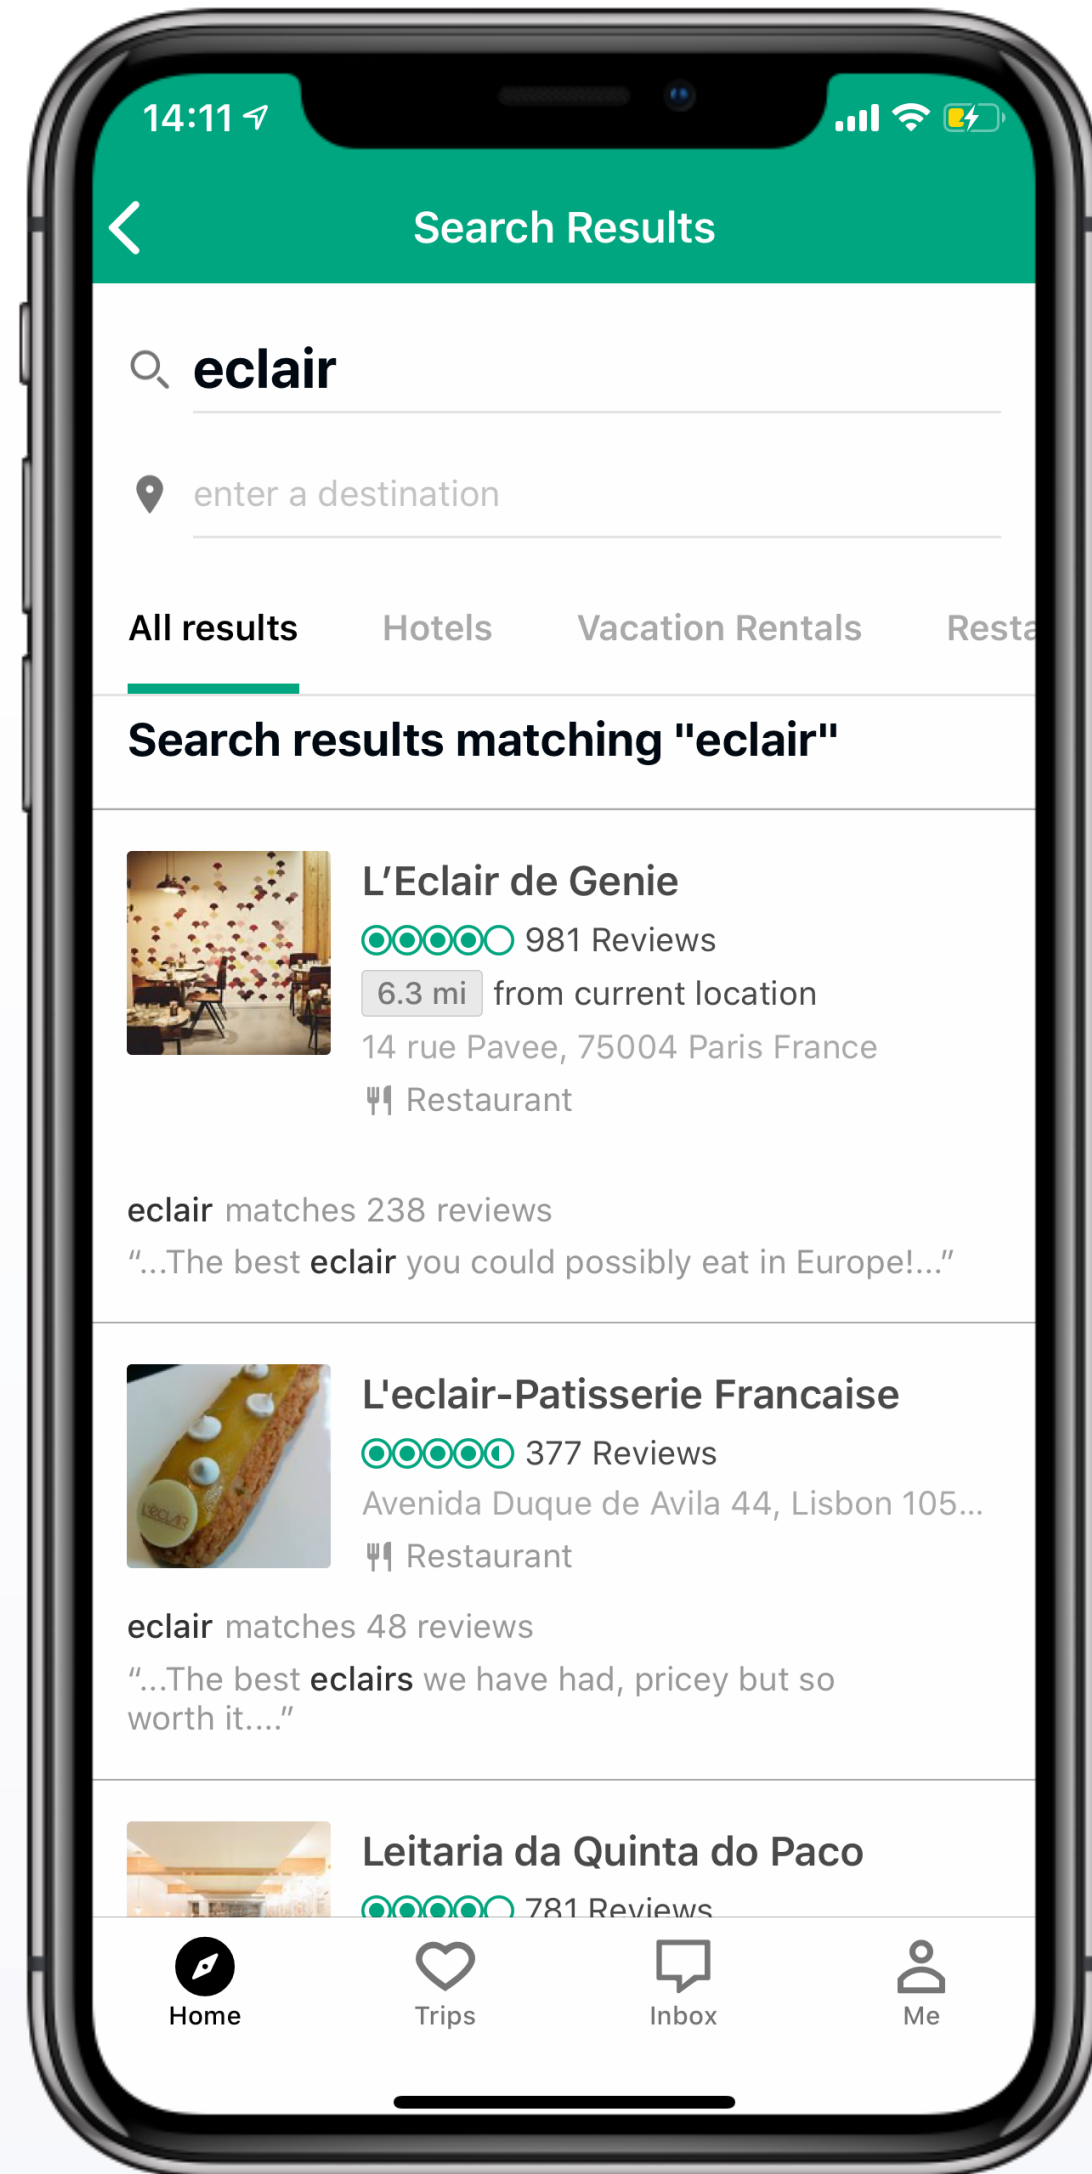 14:11
Search Results
eclair
enter a destination
All results Hotels Vacation Rentals Resta
Search results matching "eclair"
L’Eclair de Genie
981 Reviews
6.3 mi from current location
14 rue Pavee, 75004 Paris France
Restaurant
eclair matches 238 reviews
“...The best eclair you could possibly eat in Europe!...”
L'eclair-Patisserie Francaise
377 Reviews
Avenida Duque de Avila 44, Lisbon 105...
Restaurant
L'ÉCLAIR
eclair matches 48 reviews
“...The best eclairs we have had, pricey but so
worth it....”
Leitaria da Quinta do Paco
781 Reviews
Home Trips Inbox Me